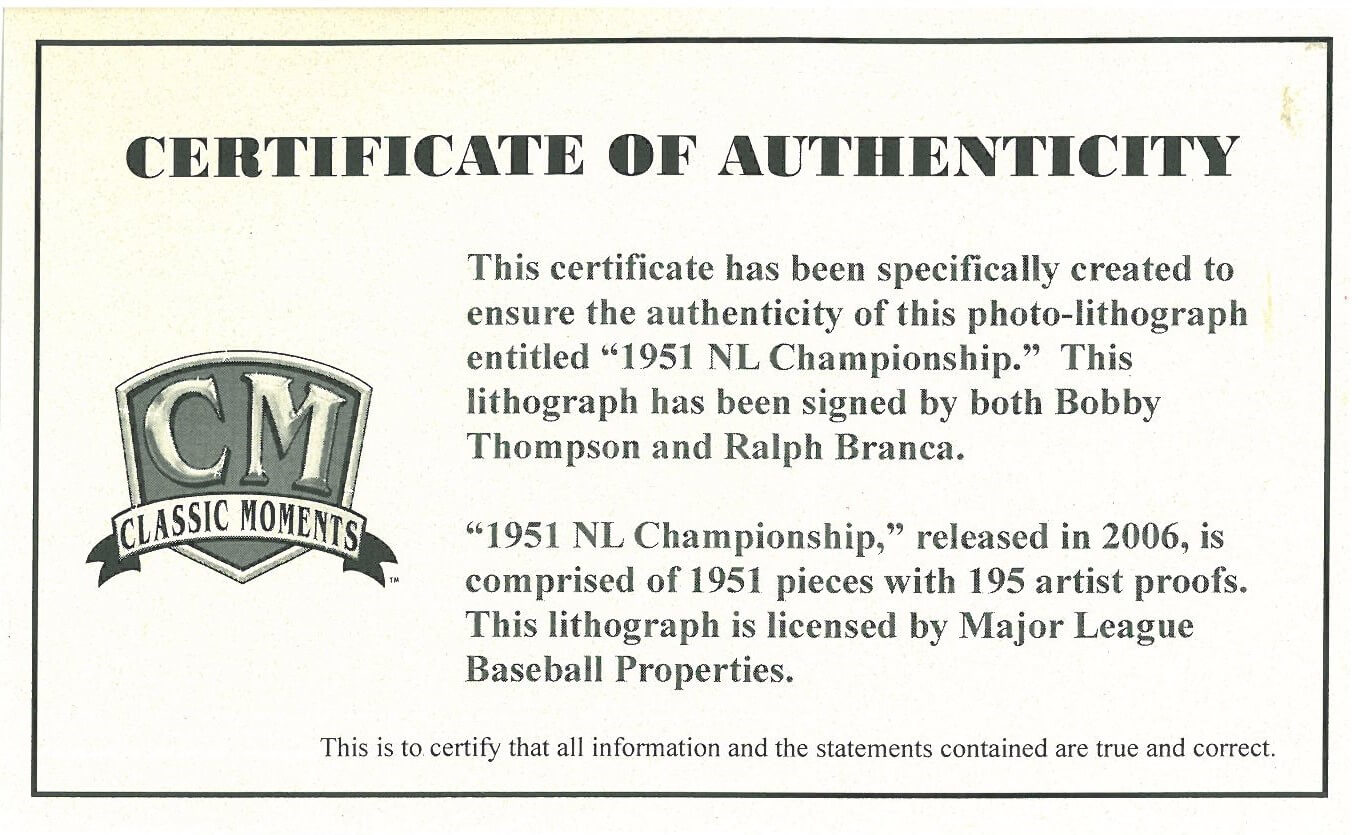 CERTIFICATE OF AUTHENTICITY
This certificate has been specifically created to
ensure the authenticity of this photo-lithograph
entitled “1951 NL Championship.” This
lithograph has been signed by both Bobby
Thompson and Ralph Branca.
CM
CLASSIC MOMENTS
™
“1951 NL Championship,” released in 2006, is
comprised of 1951 pieces with 195 artist proofs.
This lithograph is licensed by Major League
Baseball Properties.
This is to certify that all information and the statements contained are true and correct.